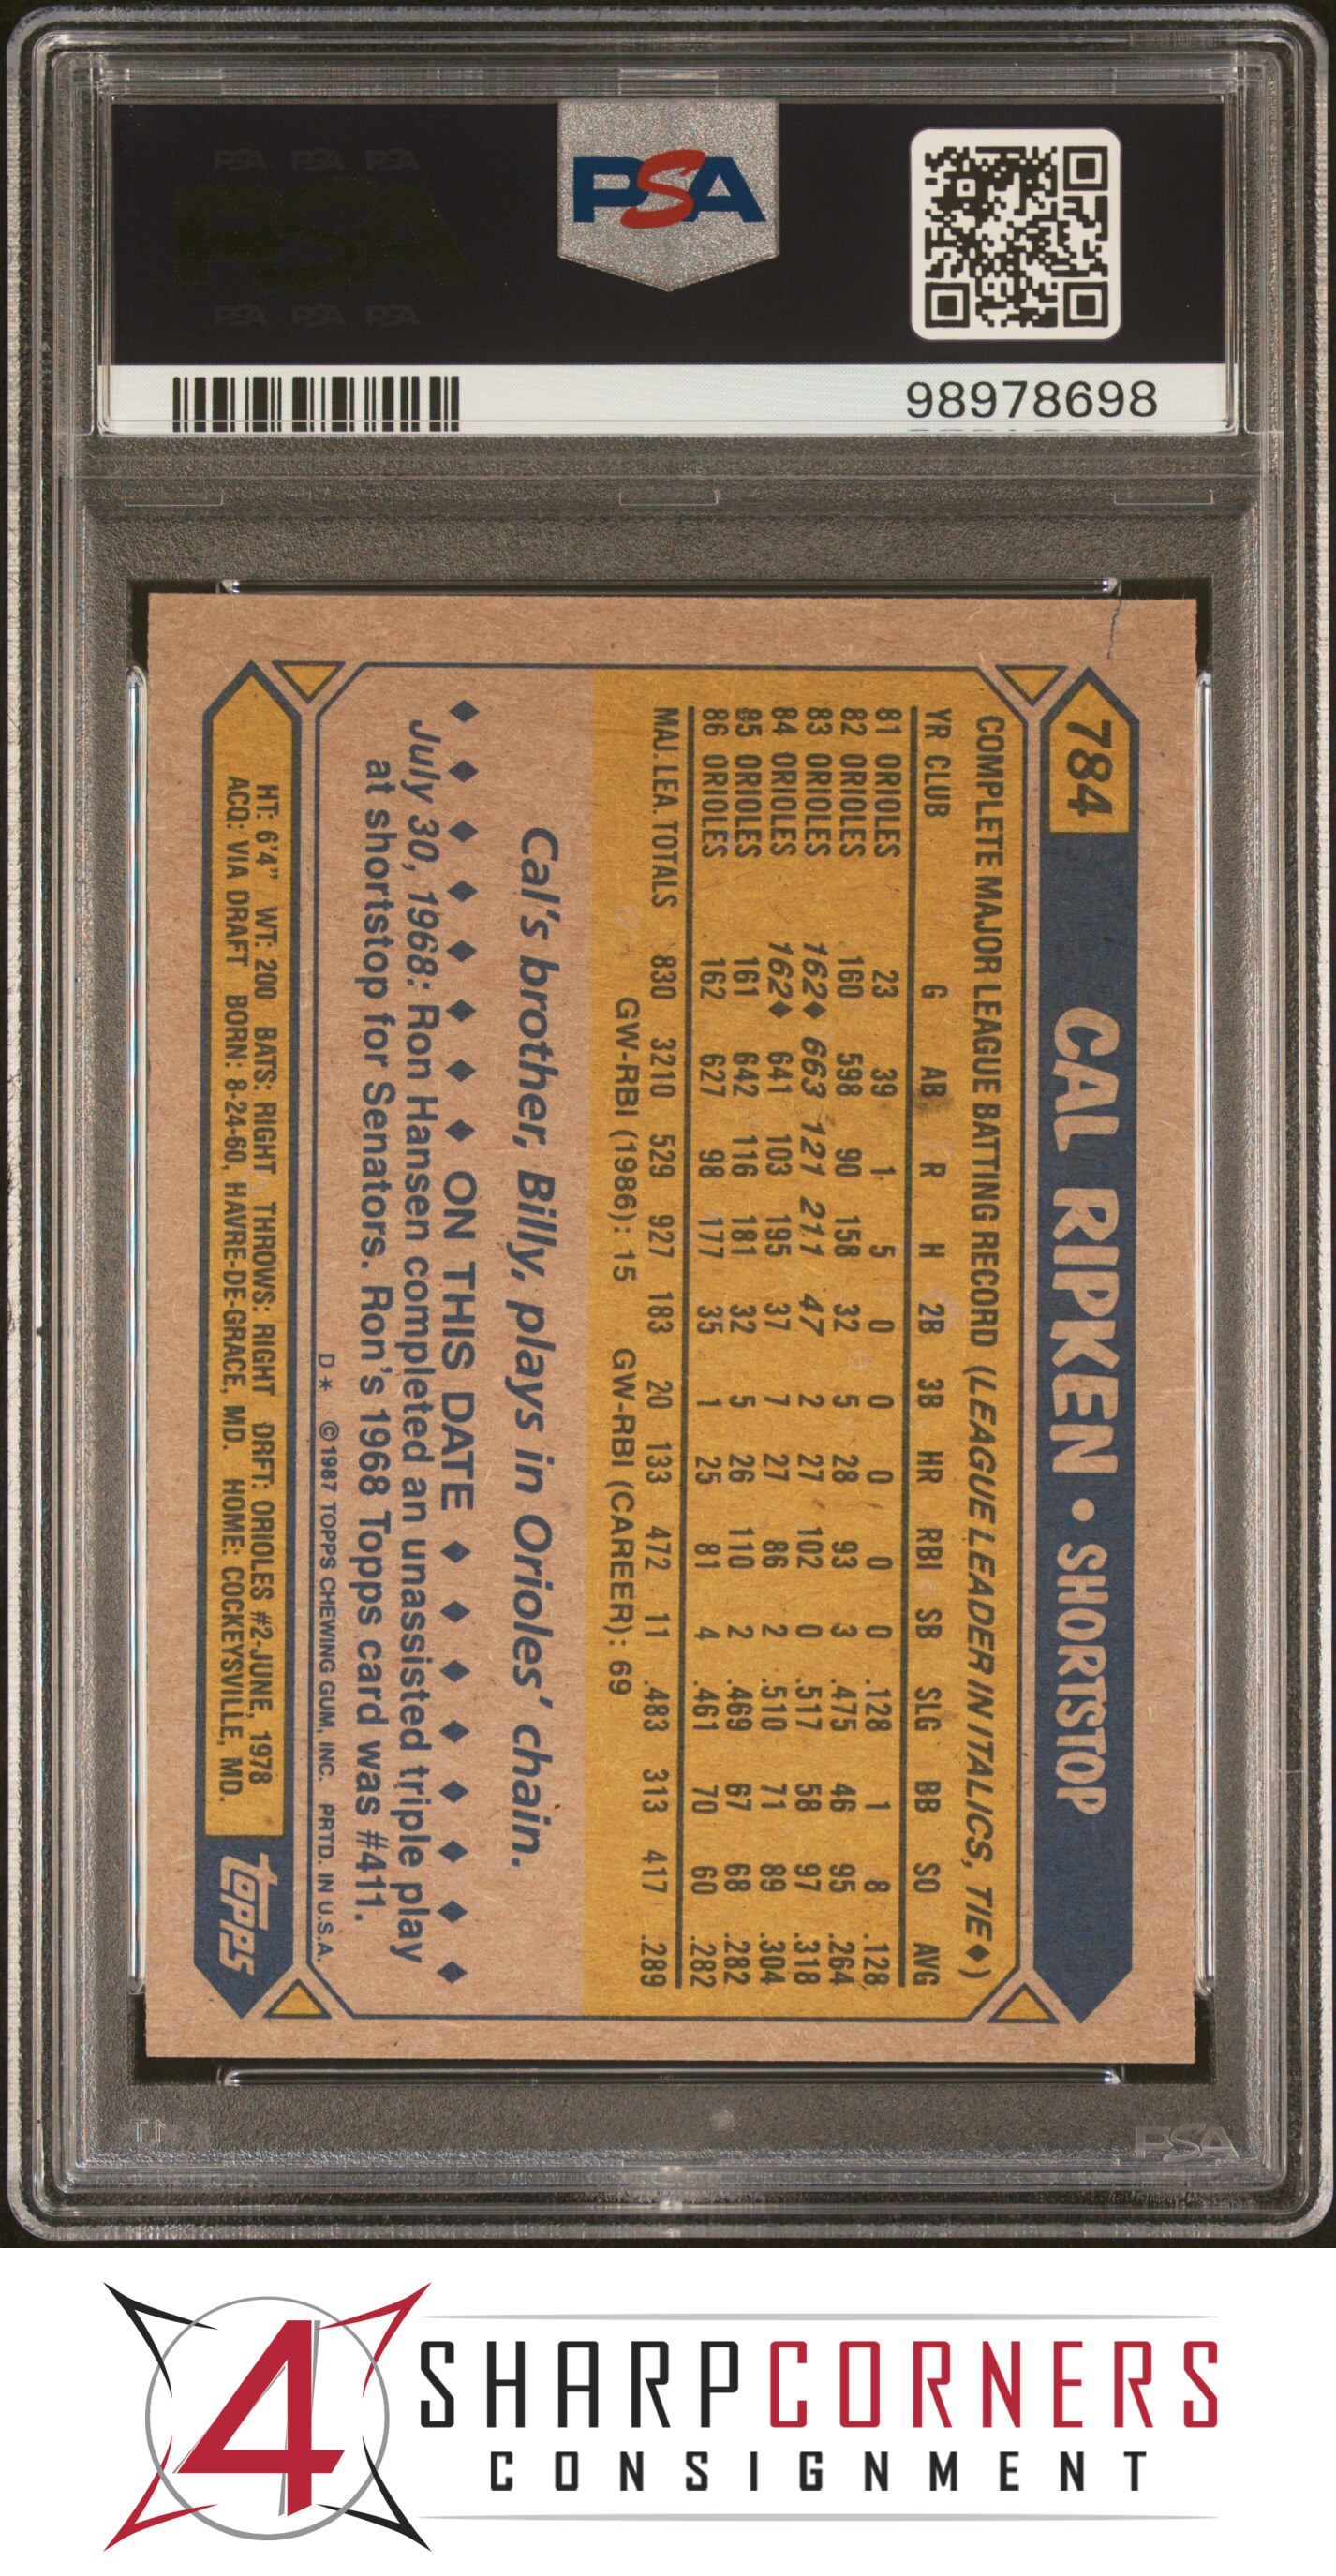 PSA PSA PSA
PSA
PSA PSA PSA
PSA
98978698
784 CAL RIPKEN • SHORTSTOP
COMPLETE MAJOR LEAGUE BATTING RECORD (LEAGUE LEADER IN ITALICS, TIE♦)
YR CLUB G AB R H 2B 3B HR RBI SB SLG BB SO AVG
81 ORIOLES 23 39 1 5 0 0 0 0 0 .128 1 8 .128
82 ORIOLES 160 598 90 158 32 5 28 93 3 .475 46 95 .264
83 ORIOLES 162♦ 663 121 211 47 2 27 102 0 .517 58 97 .318
84 ORIOLES 162♦ 641 103 195 37 7 27 86 2 .510 71 89 .304
85 ORIOLES 161 642 116 181 32 5 26 110 2 .469 67 68 .282
86 ORIOLES 162 627 98 177 35 1 25 81 4 .461 70 60 .282
MAJ. LEA. TOTALS 830 3210 529 927 183 20 133 472 11 .483 313 417 .289
GW-RBI (1986): 15 GW-RBI (CAREER): 69
Cal's brother, Billy, plays in Orioles' chain.
♦ ♦ ♦ ♦ ♦ ♦ ♦ ♦ ON THIS DATE ♦ ♦ ♦ ♦ ♦ ♦ ♦ ♦
July 30, 1968: Ron Hansen completed an unassisted triple play
at shortstop for Senators. Ron's 1968 Topps card was #411.
D* ©1987 TOPPS CHEWING GUM, INC. PRTD. IN U.S.A.
HT: 6'4" WT: 200 BATS: RIGHT THROWS: RIGHT DRFT: ORIOLES #2-JUNE, 1978
ACQ: VIA DRAFT BORN: 8-24-60, HAVRE-DE-GRACE, MD. HOME: COCKEYSVILLE, MD.
topps
PSA
4 SHARPCORNERS
CONSIGNMENT